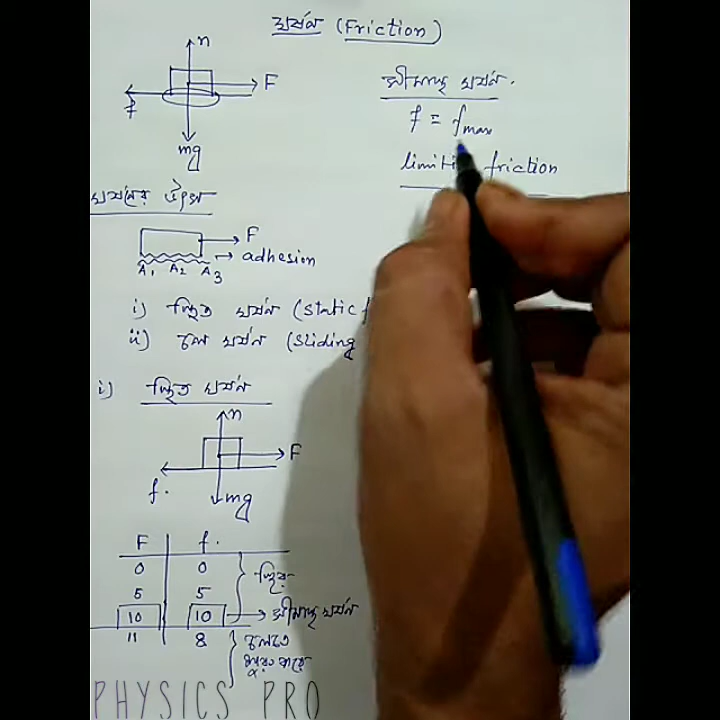 ঘর্ষণ (Friction)
n
F
f
mg
ঘর্ষণের উৎস
F
adhesion
A₁ A₂ A₃
i) স্থিত ঘর্ষণ (static f
ii) চল ঘর্ষণ (sliding
i) স্থিত ঘর্ষণ
n
F
f.
mg
F f.
0 0
5 5
স্থির
10 10 → সীমাস্থ ঘর্ষণ
11 8
চলতে
PHYSICS PRO
সীমাস্থ ঘর্ষণ.
f = fmax
friction